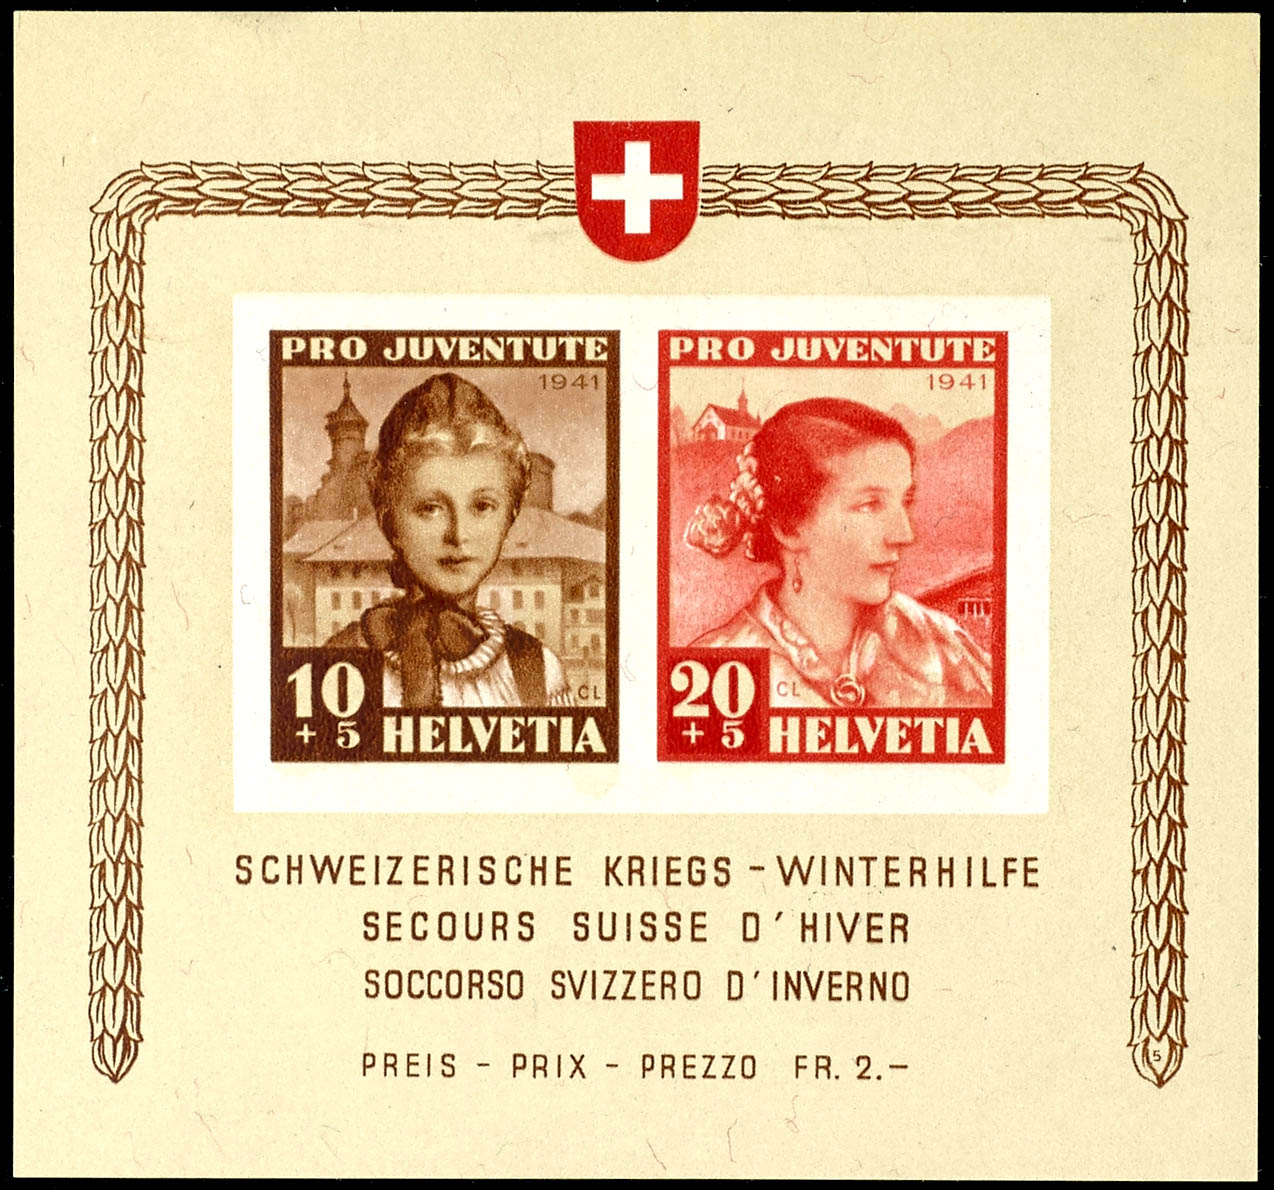 PRO JUVENTUTE
1941
CL
10
+ 5
HELVETIA
PRO JUVENTUTE
1941
CL
20
+ 5
HELVETIA
SCHWEIZERISCHE KRIEGS - WINTERHILFE
SECOURS SUISSE D'HIVER
SOCCORSO SVIZZERO D'INVERNO
PREIS - PRIX - PREZZO FR. 2.-
5